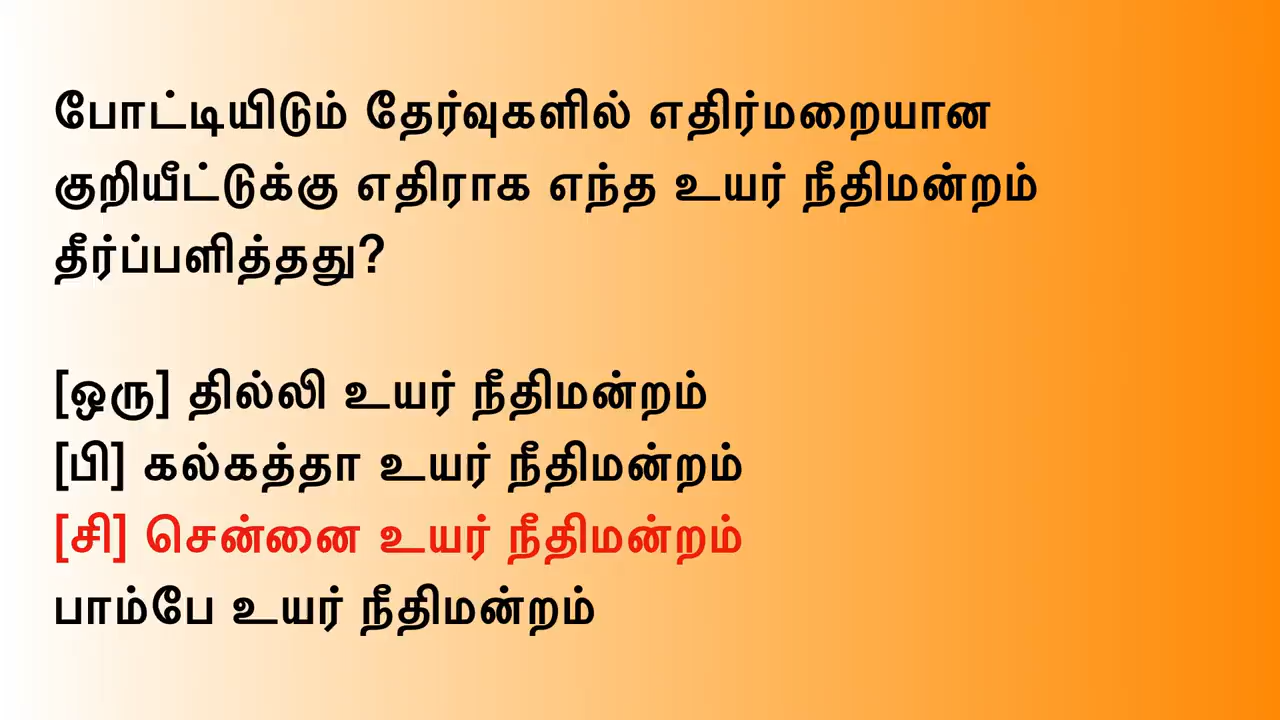 போட்டியிடும் தேர்வுகளில் எதிர்மறையான
குறியீட்டுக்கு எதிராக எந்த உயர் நீதிமன்றம்
தீர்ப்பளித்தது?
[ஒரு] தில்லி உயர் நீதிமன்றம்
[பி] கல்கத்தா உயர் நீதிமன்றம்
[சி] சென்னை உயர் நீதிமன்றம்
பாம்பே உயர் நீதிமன்றம்